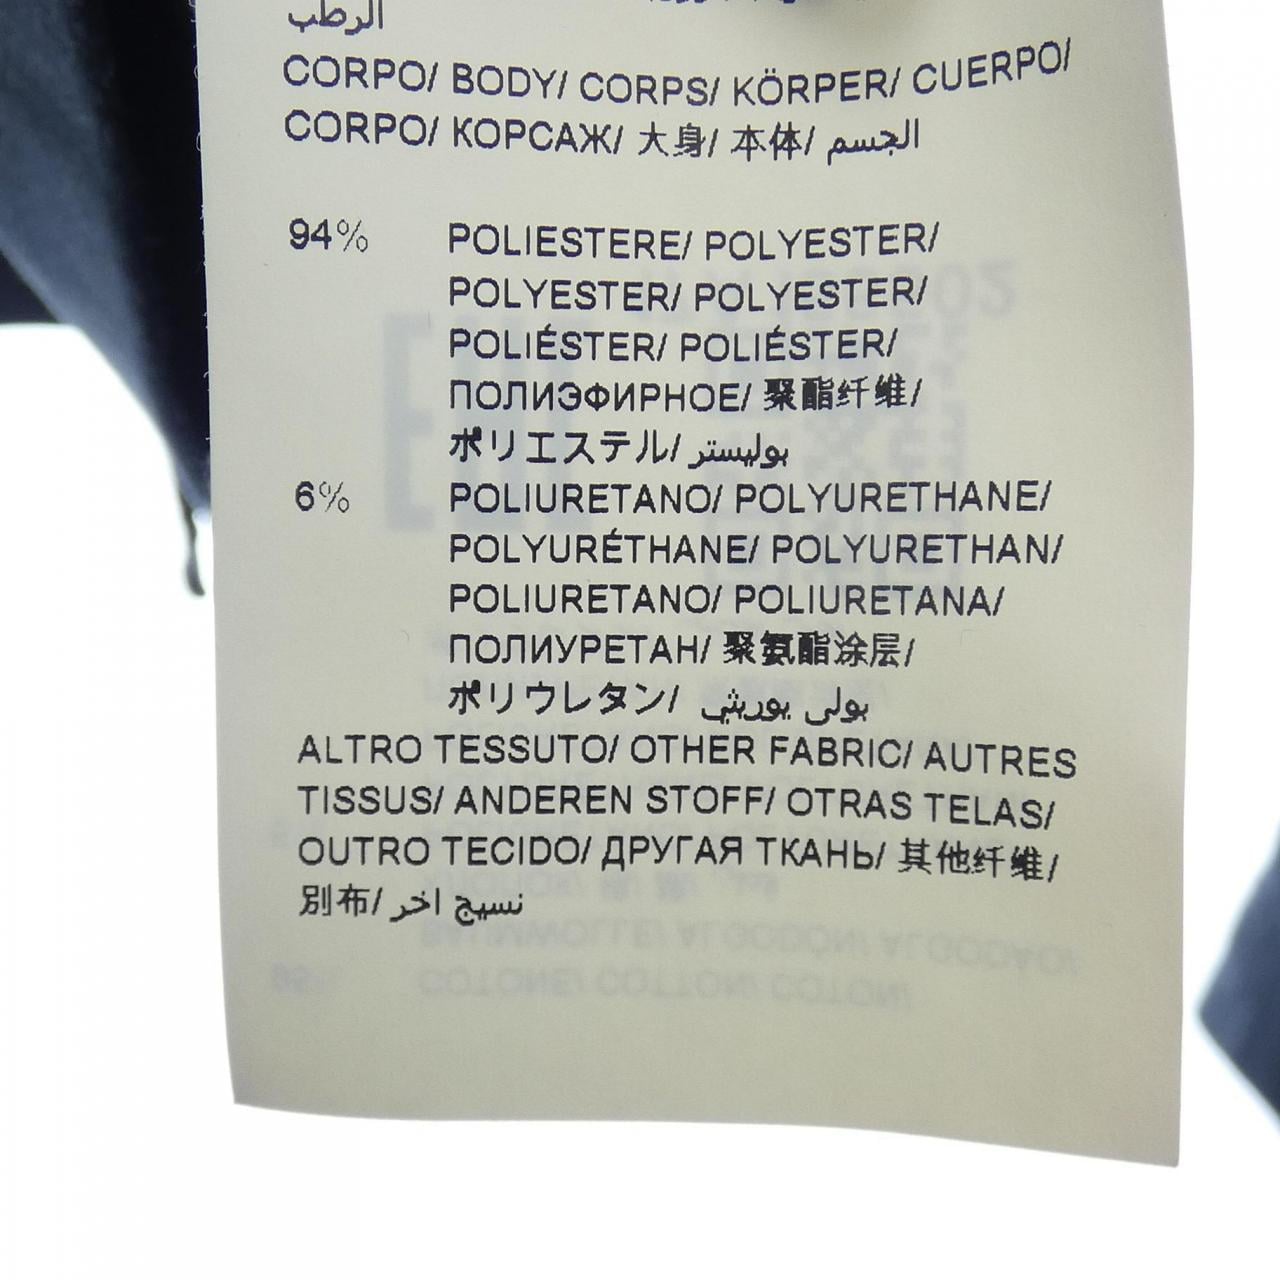 الرطب
CORPO/ BODY/ CORPS/ KÖRPER/ CUERPO/
CORPO/ КОРСАЖ/ 大身/ 本体/ الجسم
94% POLIESTERE/ POLYESTER/
POLYESTER/ POLYESTER/
POLIÉSTER/ POLIÉSTER/
ПОЛИЭФИРНОЕ/ 聚酯纤维/
ポリエステル/ بوليستر
6% POLIURETANO/ POLYURETHANE/
POLYURÉTHANE/ POLYURETHAN/
POLIURETANO/ POLIURETANA/
ПОЛИУРЕТАН/ 聚氨酯涂层/
ポリウレタン/ بولى يوريثي
ALTRO TESSUTO/ OTHER FABRIC/ AUTRES
TISSUS/ ANDEREN STOFF/ OTRAS TELAS/
OUTRO TECIDO/ ДРУГАЯ ТКАНЬ/ 其他纤维/
別布/ نسيج اخر